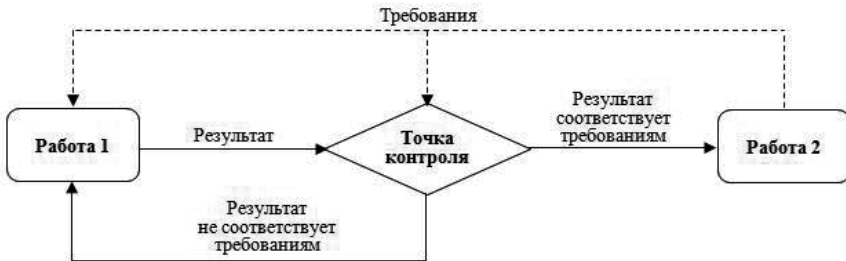 Требования
Работа 1
Результат
Точка
контроля
Результат
соответствует
требованиям
Работа 2
Результат
не соответствует
требованиям